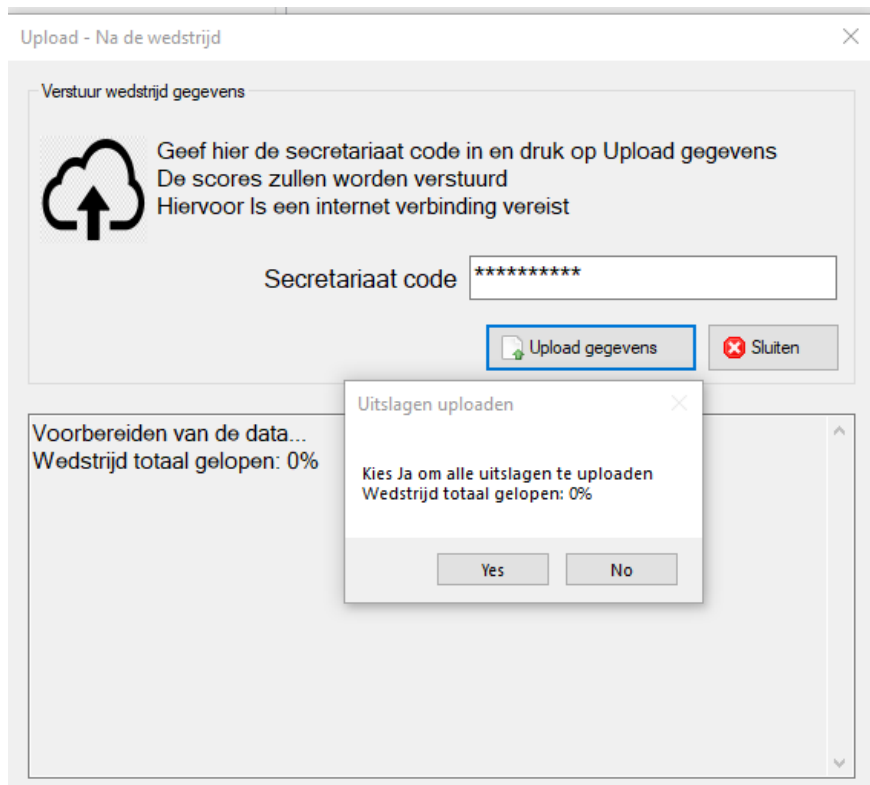 Upload - Na de wedstrijd
Verstuur wedstrijd gegevens
Geef hier de secretariaat code in en druk op Upload gegevens
De scores zullen worden verstuurd
Hiervoor Is een internet verbinding vereist
Secretariaat code **********
Upload gegevens Sluiten
Uitslagen uploaden
Voorbereiden van de data...
Wedstrijd totaal gelopen: 0%
Kies Ja om alle uitslagen te uploaden
Wedstrijd totaal gelopen: 0%
Yes No